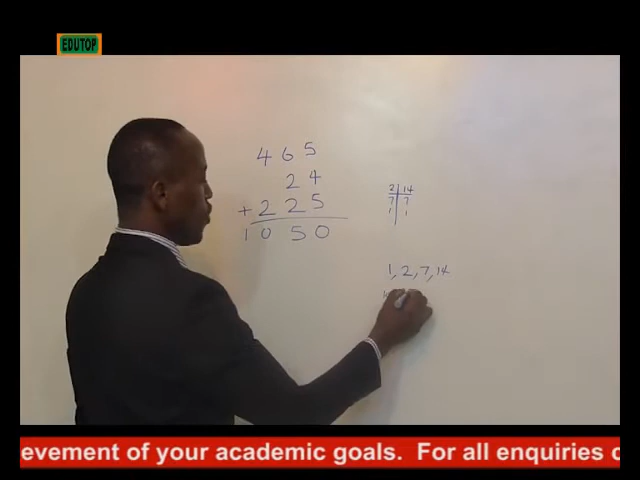 EDUTOP
465
24
+225
1050
2 14
7 7
1 1
1, 2, 7, 14
evement of your academic goals. For all enquiries